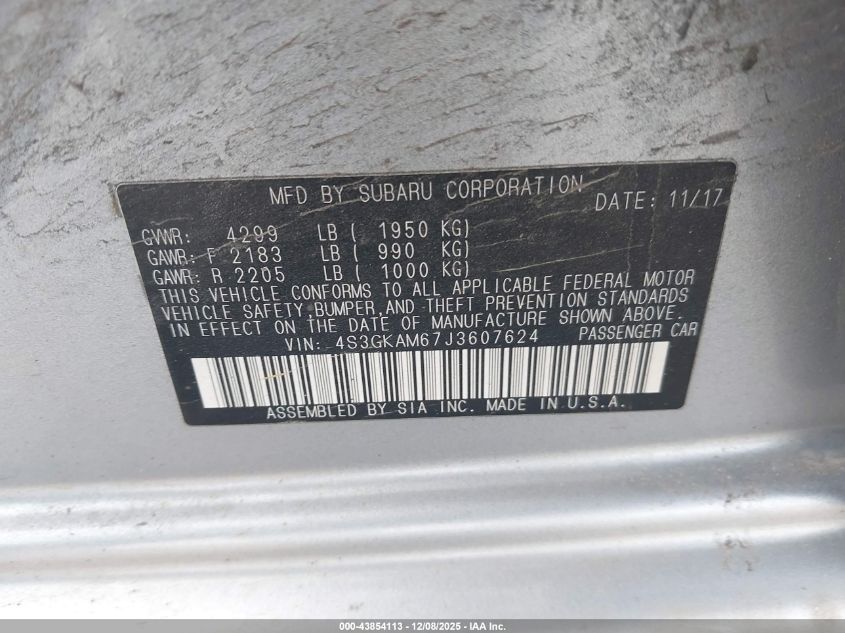 MFD BY SUBARU CORPORATION
DATE: 11/17
GVWR: 4299 LB ( 1950 KG)
GAWR: F 2183 LB ( 990 KG)
GAWR: R 2205 LB ( 1000 KG)
THIS VEHICLE CONFORMS TO ALL APPLICABLE FEDERAL MOTOR
VEHICLE SAFETY, BUMPER, AND THEFT PREVENTION STANDARDS
IN EFFECT ON THE DATE OF MANUFACTURE SHOWN ABOVE.
VIN: 4S3GKAM67J3607624 PASSENGER CAR
ASSEMBLED BY SIA INC. MADE IN U.S.A.
000-43854113 - 12/08/2025 - IAA Inc.